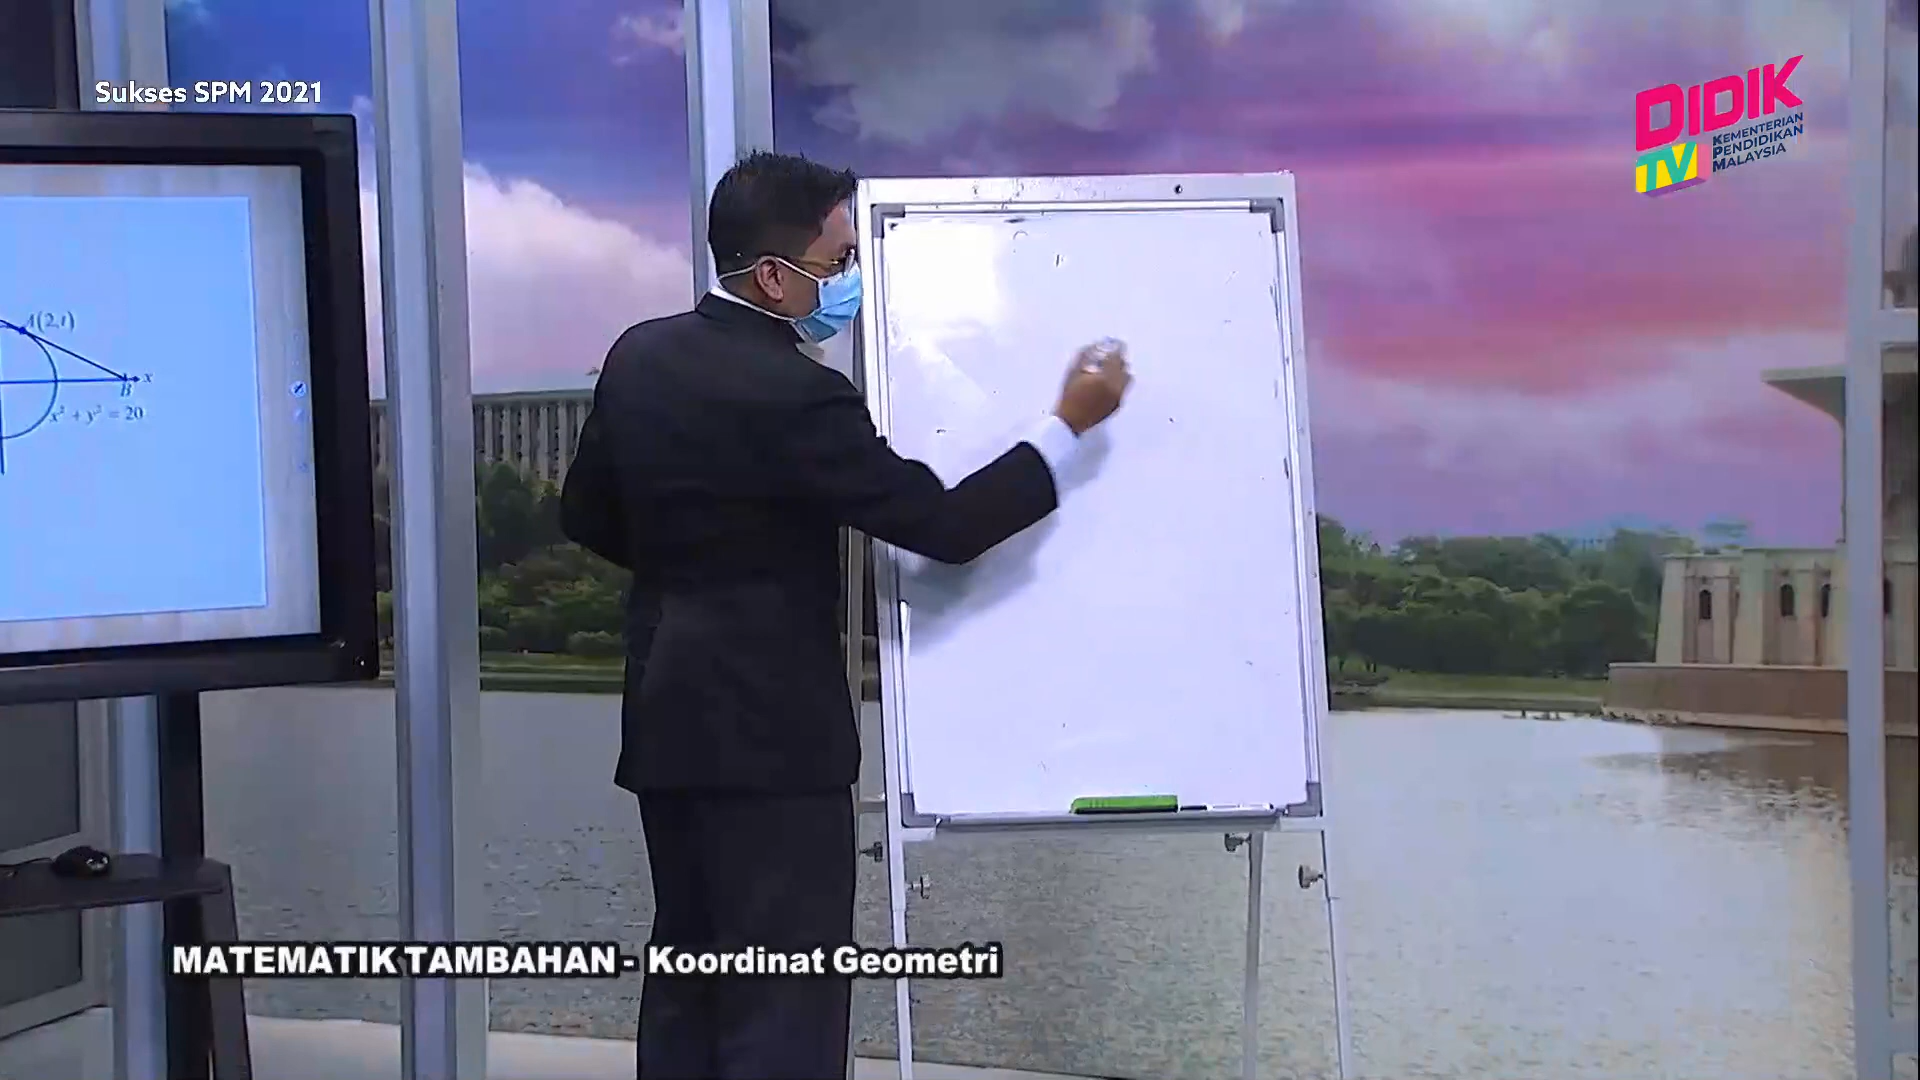 Sukses SPM 2021
DIDIK
TV
KEMENTERIAN
PENDIDIKAN
MALAYSIA
A(2,t)
x
B
x² + y² = 20
MATEMATIK TAMBAHAN - Koordinat Geometri